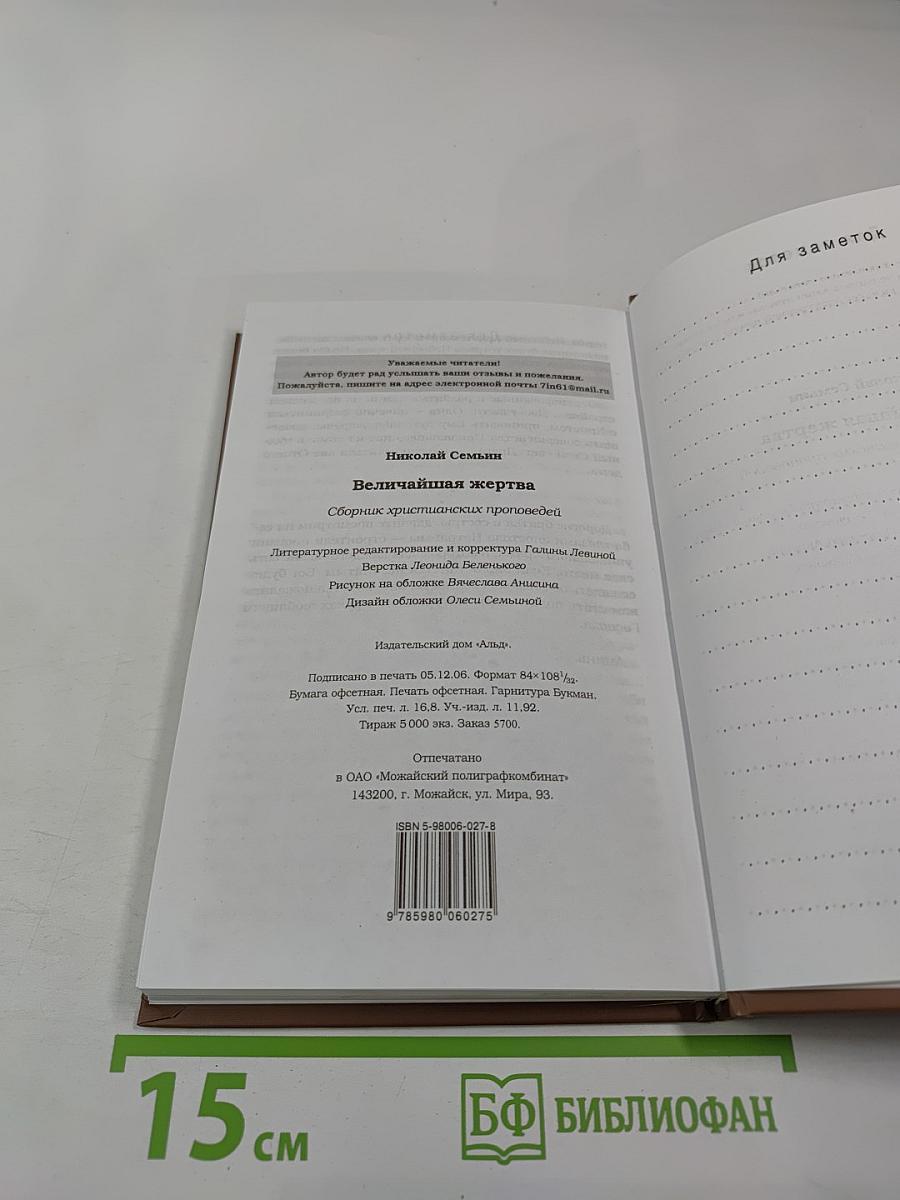 Уважаемые читатели!
Автор будет рад услышать ваши отзывы и пожелания.
Пожалуйста, пишите на адрес электронной почты 7in61@mail.ru
Николай Семьин
Величайшая жертва
Сборник христианских проповедей
Литературное редактирование и корректура Галины Левиной
Верстка Леонида Беленького
Рисунок на обложке Вячеслава Анисина
Дизайн обложки Олеси Семьиной
Издательский дом «Альд».
Подписано в печать 05.12.06. Формат 84×108 1/32.
Бумага офсетная. Печать офсетная. Гарнитура Букман.
Усл. печ. л. 16,8. Уч.-изд. л. 11,92.
Тираж 5 000 экз. Заказ 5700.
Отпечатано
в ОАО «Можайский полиграфкомбинат»
143200, г. Можайск, ул. Мира, 93.
ISBN 5-98006-027-8
9 785980 060275
Для заметок
15 см
БФ БИБЛИОФАН